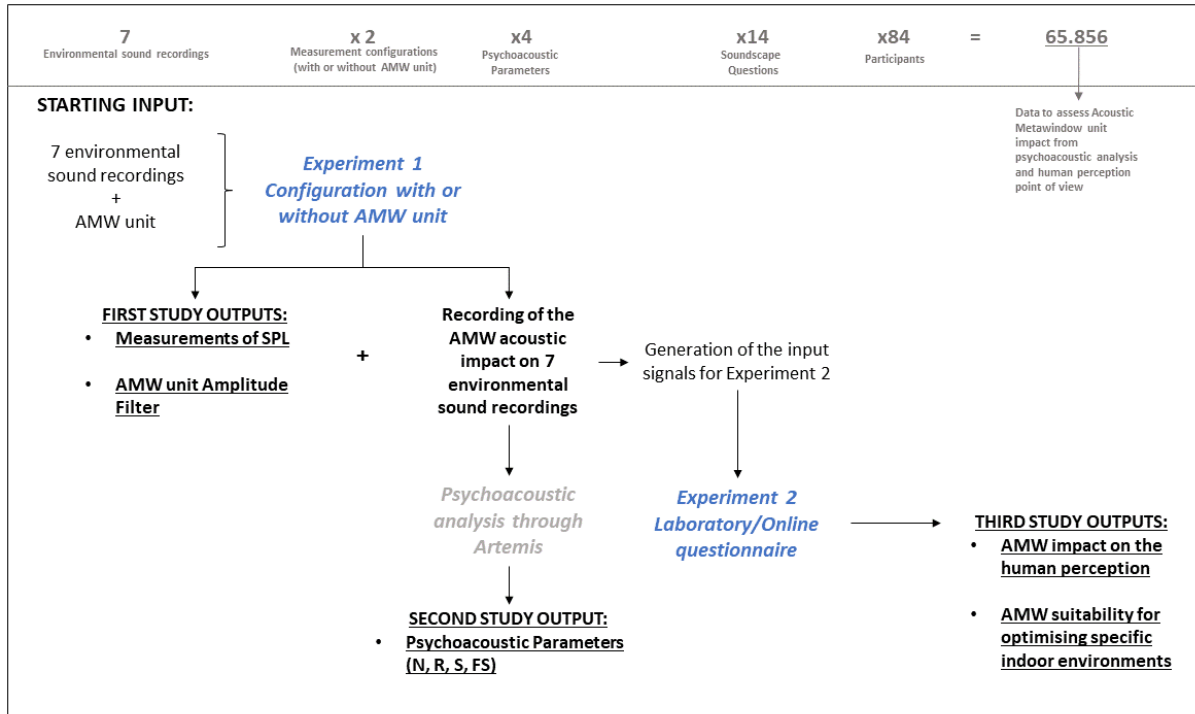 7
Environmental sound recordings
x 2
Measurement configurations
(with or without AMW unit)
x4
Psychoacoustic
Parameters
x14
Soundscape
Questions
x84
Participants
=
65.856
STARTING INPUT:
Data to assess Acoustic
Metawindow unit
impact from
psychoacoustic analysis
and human perception
point of view
7 environmental
sound recordings
+
AMW unit
Experiment 1
Configuration with or
without AMW unit
FIRST STUDY OUTPUTS:
• Measurements of SPL
• AMW unit Amplitude
Filter
+
Recording of the
AMW acoustic
impact on 7
environmental
sound recordings
Generation of the input
signals for Experiment 2
Psychoacoustic
analysis through
Artemis
Experiment 2
Laboratory/Online
questionnaire
SECOND STUDY OUTPUT:
• Psychoacoustic Parameters
(N, R, S, FS)
THIRD STUDY OUTPUTS:
• AMW impact on the
human perception
• AMW suitability for
optimising specific
indoor environments